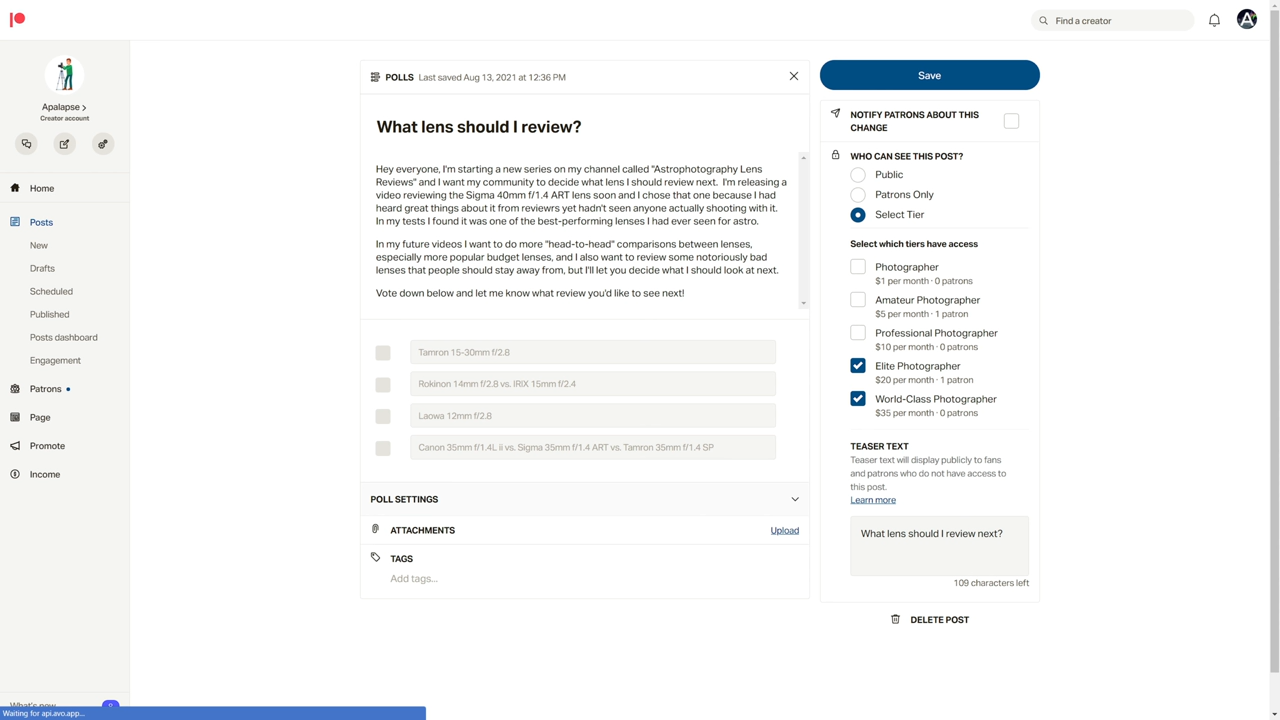 Find a creator
Apalapse >
Creator account
Home
Posts
New
Drafts
Scheduled
Published
Posts dashboard
Engagement
Patrons
Page
Promote
Income
What's new
Waiting for api.avo.app...
POLLS Last saved Aug 13, 2021 at 12:36 PM
What lens should I review?
Hey everyone, I'm starting a new series on my channel called "Astrophotography Lens
Reviews" and I want my community to decide what lens I should review next. I'm releasing a
video reviewing the Sigma 40mm f/1.4 ART lens soon and I chose that one because I had
heard great things about it from reviewrs yet hadn't seen anyone actually shooting with it.
In my tests I found it was one of the best-performing lenses I had ever seen for astro.
In my future videos I want to do more "head-to-head" comparisons between lenses,
especially more popular budget lenses, and I also want to review some notoriously bad
lenses that people should stay away from, but I'll let you decide what I should look at next.
Vote down below and let me know what review you'd like to see next!
Tamron 15-30mm f/2.8
Rokinon 14mm f/2.8 vs. IRIX 15mm f/2.4
Laowa 12mm f/2.8
Canon 35mm f/1.4L ii vs. Sigma 35mm f/1.4 ART vs. Tamron 35mm f/1.4 SP
POLL SETTINGS
ATTACHMENTS Upload
TAGS
Add tags...
Save
NOTIFY PATRONS ABOUT THIS
CHANGE
WHO CAN SEE THIS POST?
Public
Patrons Only
Select Tier
Select which tiers have access
Photographer
$1 per month · 0 patrons
Amateur Photographer
$5 per month · 1 patron
Professional Photographer
$10 per month · 0 patrons
Elite Photographer
$20 per month · 1 patron
World-Class Photographer
$35 per month · 0 patrons
TEASER TEXT
Teaser text will display publicly to fans
and patrons who do not have access to
this post.
Learn more
What lens should I review next?
109 characters left
DELETE POST